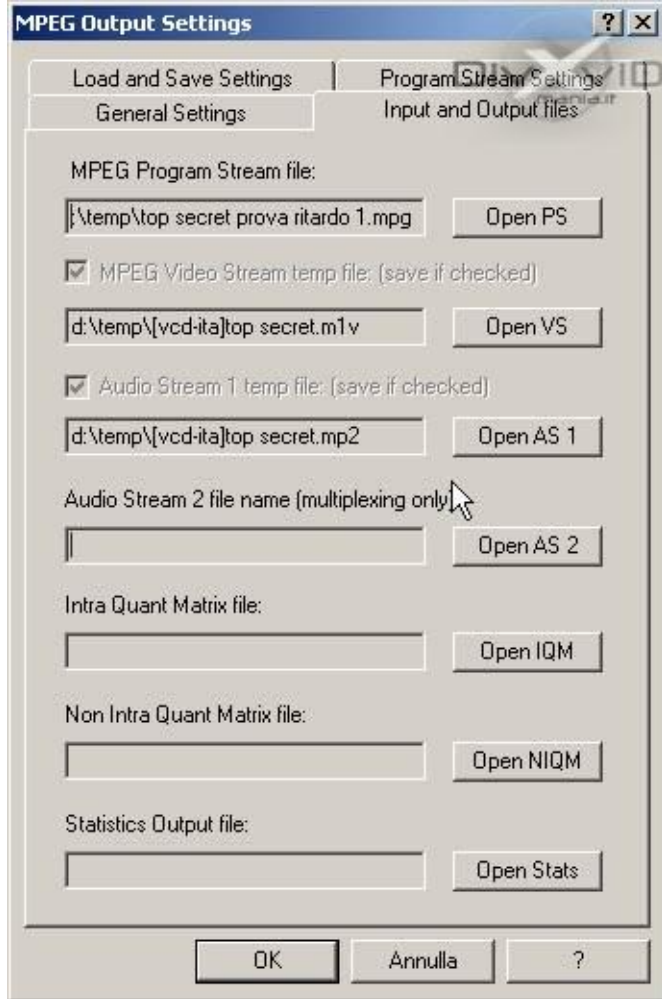 MPEG Output Settings
? ×
DIVXVID
mania.it
Load and Save Settings
Program Stream Settings
General Settings
Input and Output files
MPEG Program Stream file:
:\temp\top secret prova ritardo 1.mpg
Open PS
MPEG Video Stream temp file: (save if checked)
d:\temp\[vcd-ita]top secret.m1v
Open VS
Audio Stream 1 temp file: (save if checked)
d:\temp\[vcd-ita]top secret.mp2
Open AS 1
Audio Stream 2 file name (multiplexing only)
Open AS 2
Intra Quant Matrix file:
Open IQM
Non Intra Quant Matrix file:
Open NIQM
Statistics Output file:
Open Stats
OK
Annulla
?